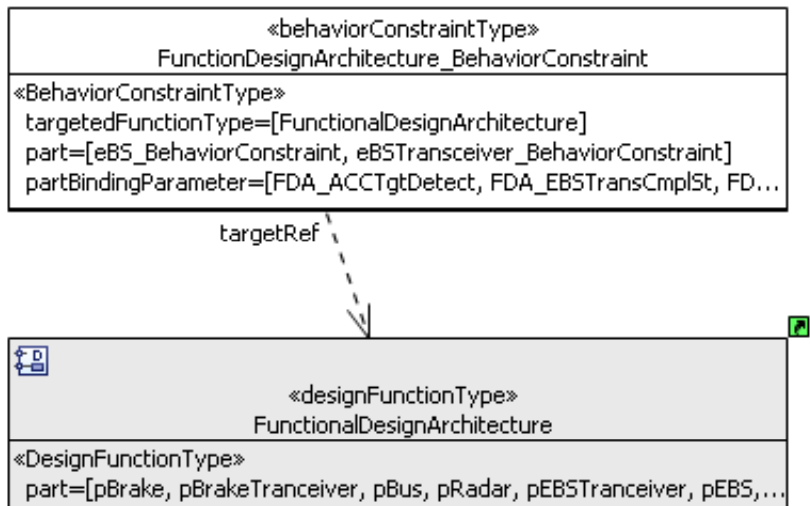 «behaviorConstraintType»
FunctionDesignArchitecture_BehaviorConstraint
«BehaviorConstraintType»
targetedFunctionType=[FunctionalDesignArchitecture]
part=[eBS_BehaviorConstraint, eBSTransceiver_BehaviorConstraint]
partBindingParameter=[FDA_ACCTgtDetect, FDA_EBSTransCmplSt, FD...
targetRef
D
«designFunctionType»
FunctionalDesignArchitecture
«DesignFunctionType»
part=[pBrake, pBrakeTranceiver, pBus, pRadar, pEBSTranceiver, pEBS,...